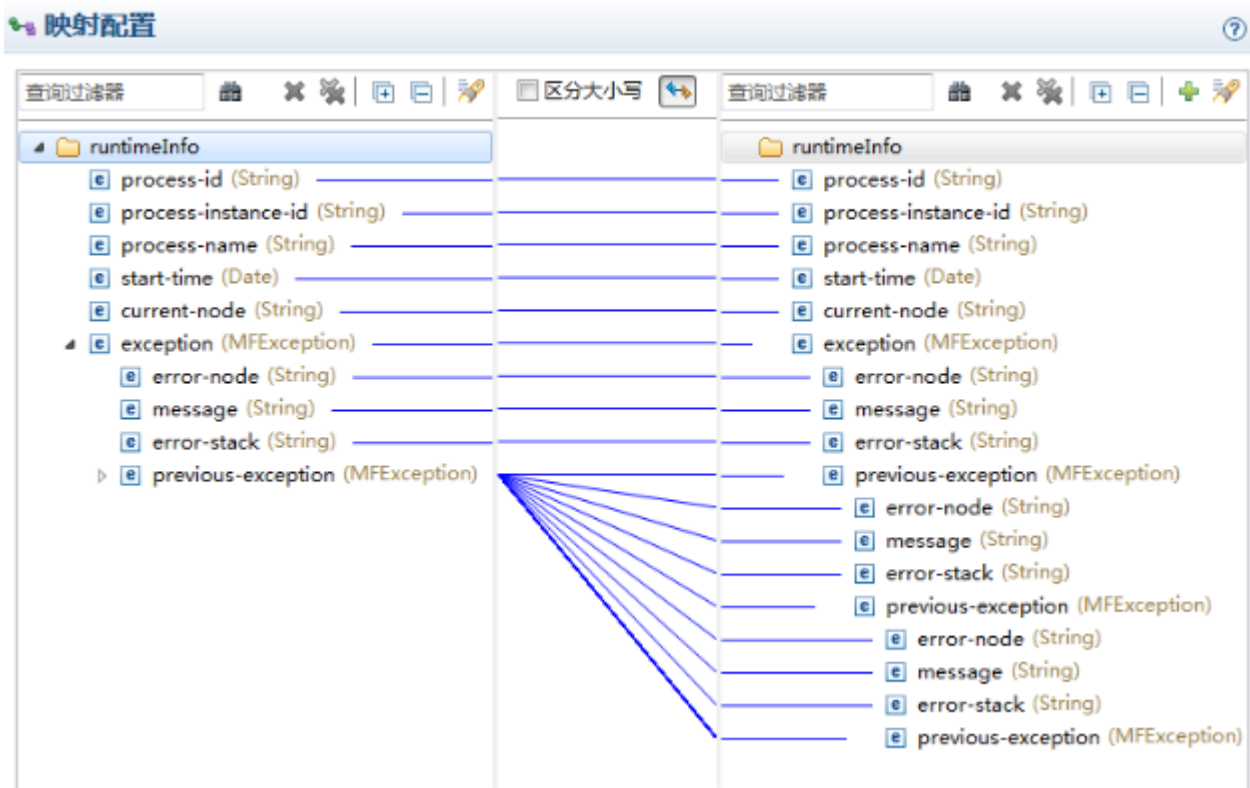 映射配置
查询过滤器
区分大小写
查询过滤器
runtimeInfo
process-id (String)
process-instance-id (String)
process-name (String)
start-time (Date)
current-node (String)
exception (MFException)
error-node (String)
message (String)
error-stack (String)
previous-exception (MFException)
runtimeInfo
process-id (String)
process-instance-id (String)
process-name (String)
start-time (Date)
current-node (String)
exception (MFException)
error-node (String)
message (String)
error-stack (String)
previous-exception (MFException)
error-node (String)
message (String)
error-stack (String)
previous-exception (MFException)
error-node (String)
message (String)
error-stack (String)
previous-exception (MFException)